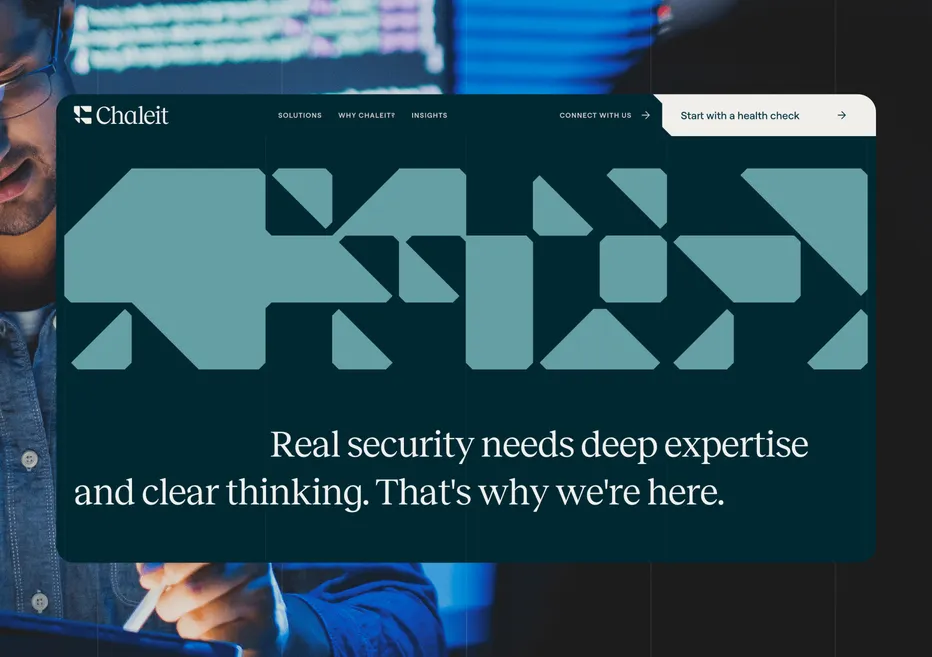 Chaleit
SOLUTIONS WHY CHALEIT? INSIGHTS CONNECT WITH US → Start with a health check →
Real security needs deep expertise
and clear thinking. That's why we're here.